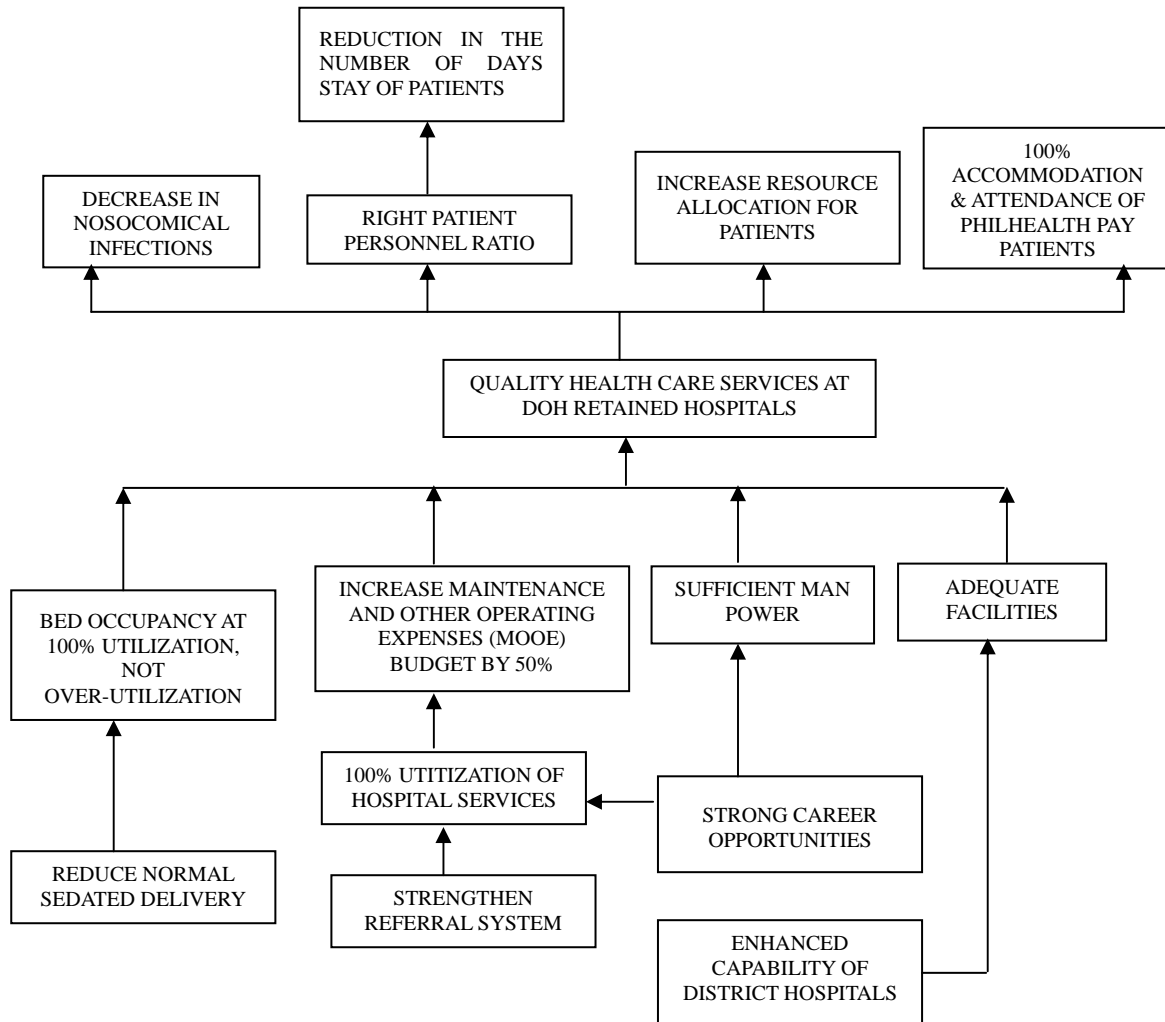 REDUCTION IN THE
NUMBER OF DAYS
STAY OF PATIENTS
DECREASE IN
NOSOCOMICAL
INFECTIONS
RIGHT PATIENT
PERSONNEL RATIO
INCREASE RESOURCE
ALLOCATION FOR
PATIENTS
100%
ACCOMMODATION
& ATTENDANCE OF
PHILHEALTH PAY
PATIENTS
QUALITY HEALTH CARE SERVICES AT
DOH RETAINED HOSPITALS
BED OCCUPANCY AT
100% UTILIZATION,
NOT
OVER-UTILIZATION
INCREASE MAINTENANCE
AND OTHER OPERATING
EXPENSES (MOOE)
BUDGET BY 50%
SUFFICIENT MAN
POWER
ADEQUATE
FACILITIES
100% UTITIZATION OF
HOSPITAL SERVICES
STRONG CAREER
OPPORTUNITIES
REDUCE NORMAL
SEDATED DELIVERY
STRENGTHEN
REFERRAL SYSTEM
ENHANCED
CAPABILITY OF
DISTRICT HOSPITALS